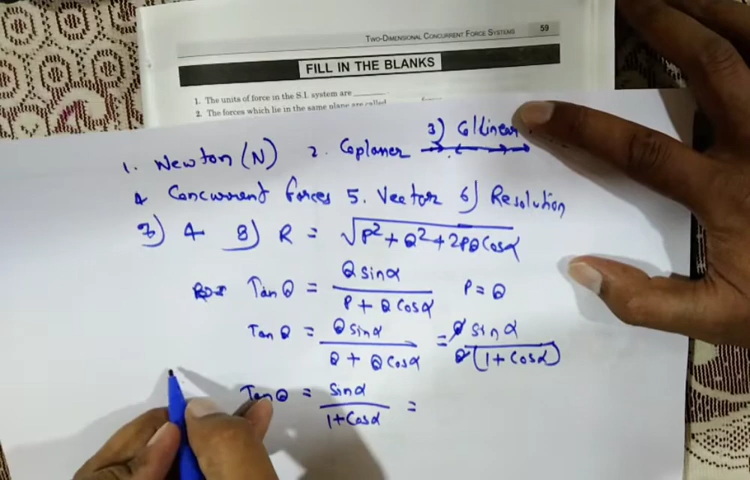 TWO-DIMENSIONAL CONCURRENT FORCE SYSTEMS 59
FILL IN THE BLANKS
1. The units of force in the S.I. system are
2. The forces which lie in the same plane are called
1. Newton (N) 2. Coplaner 3) Collinear
4 Concurrent forces 5. Vector 6) Resolution
7) 4 8) R = √P² + Q² + 2PQ Cosα
Tan θ = Q sinα / P + Q Cosα P = Q
Tan θ = Q sinα / Q + Q Cosα = Q sinα / Q (1 + Cosα)
Tan θ = sinα / 1 + Cosα =